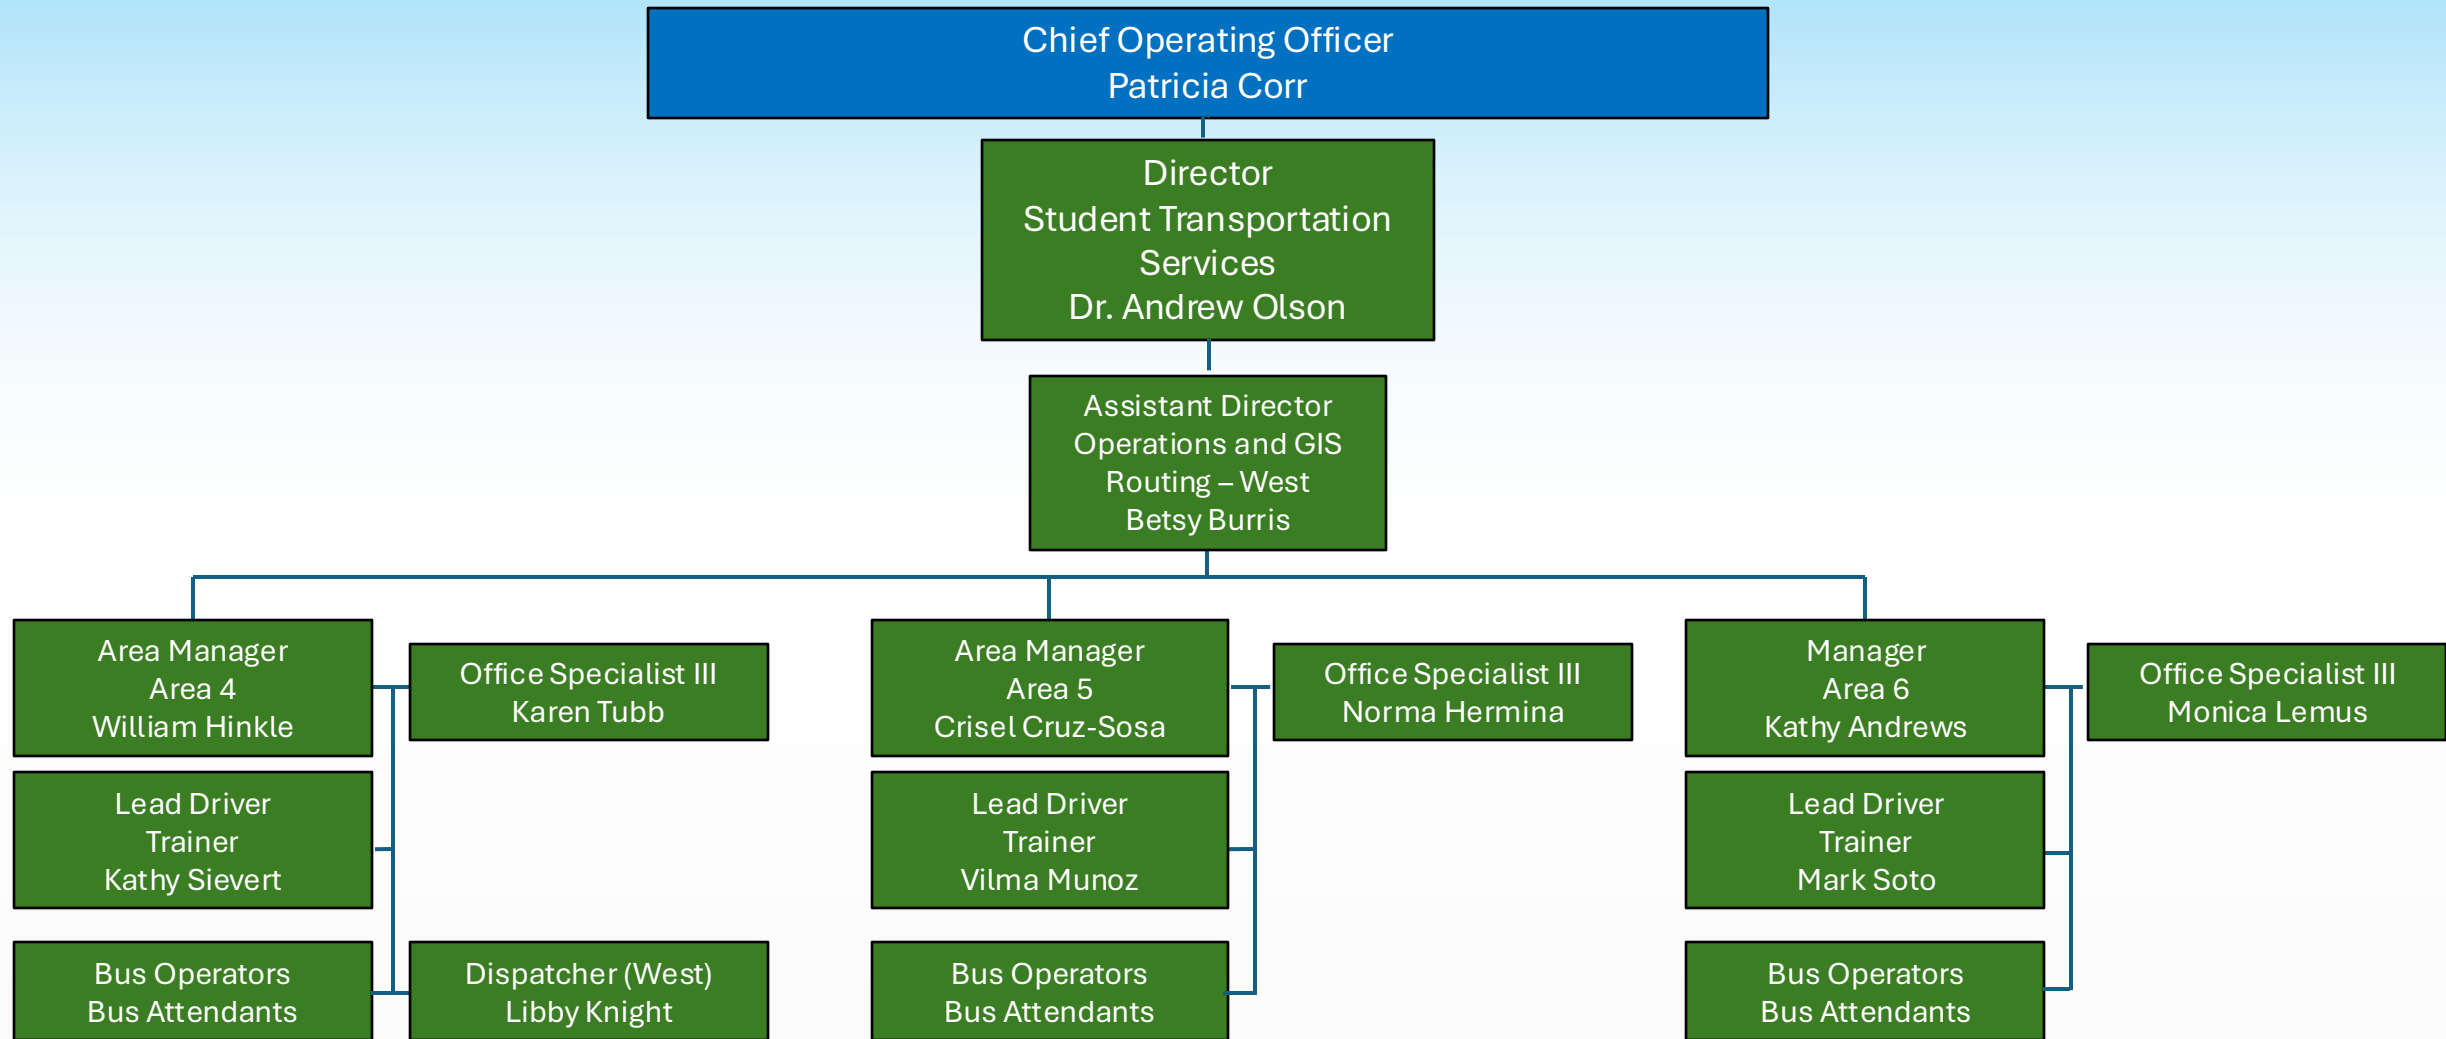 Chief Operating Officer
Patricia Corr
Director
Student Transportation
Services
Dr. Andrew Olson
Assistant Director
Operations and GIS
Routing – West
Betsy Burris
Area Manager
Area 4
William Hinkle
Office Specialist III
Karen Tubb
Lead Driver
Trainer
Kathy Sievert
Bus Operators
Bus Attendants
Dispatcher (West)
Libby Knight
Area Manager
Area 5
Crisel Cruz-Sosa
Office Specialist III
Norma Hermina
Lead Driver
Trainer
Vilma Munoz
Bus Operators
Bus Attendants
Manager
Area 6
Kathy Andrews
Office Specialist III
Monica Lemus
Lead Driver
Trainer
Mark Soto
Bus Operators
Bus Attendants